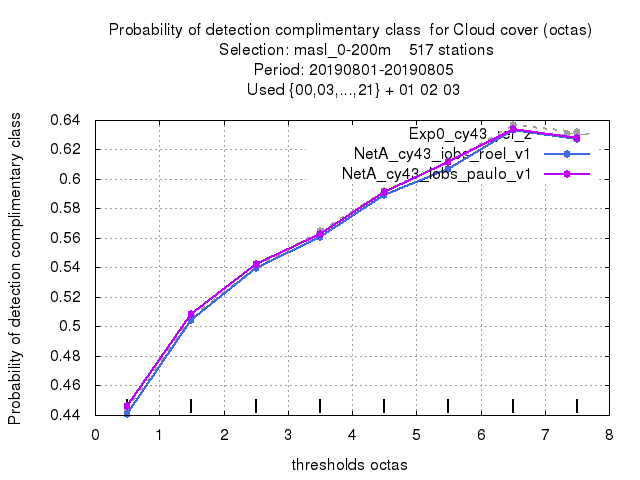 Probability of detection complimentary class  for Cloud cover (octas)
Selection: masl_0-200m    517 stations
Period: 20190801-20190805
Used {00,03,...,21} + 01 02 03
Probability of detection complimentary class
0.64
0.62
0.6
0.58
0.56
0.54
0.52
0.5
0.48
0.46
0.44
Exp0_cy43_ref_z
NetA_cy43_iobs_roel_v1
NetA_cy43_iobs_paulo_v1
0 1 2 3 4 5 6 7 8
thresholds octas